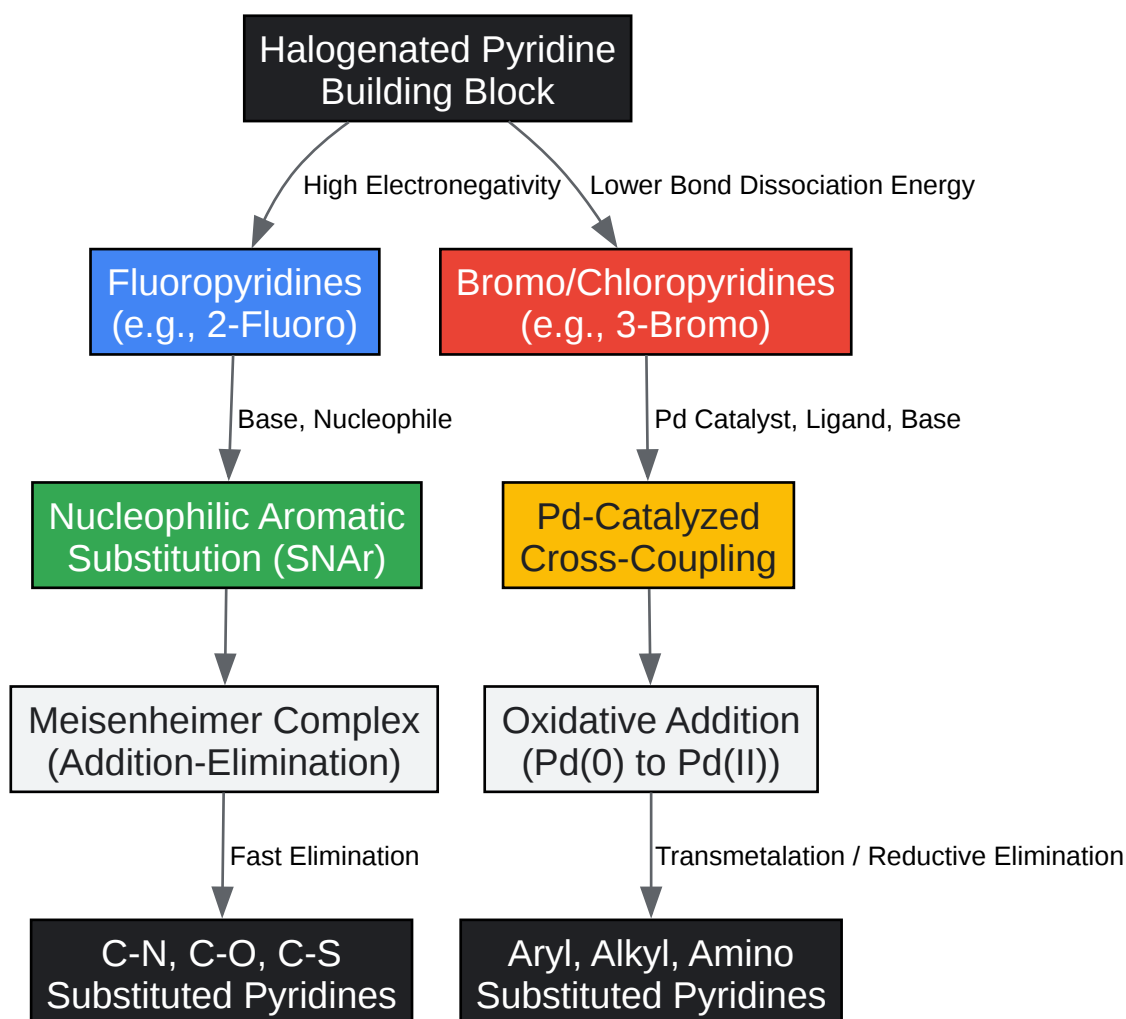 Halogenated Pyridine
Building Block
High Electronegativity
Lower Bond Dissociation Energy
Fluoropyridines
(e.g., 2-Fluoro)
Bromo/Chloropyridines
(e.g., 3-Bromo)
Base, Nucleophile
Pd Catalyst, Ligand, Base
Nucleophilic Aromatic
Substitution (SNAr)
Pd-Catalyzed
Cross-Coupling
Meisenheimer Complex
(Addition-Elimination)
Oxidative Addition
(Pd(0) to Pd(II))
Fast Elimination
Transmetalation / Reductive Elimination
C-N, C-O, C-S
Substituted Pyridines
Aryl, Alkyl, Amino
Substituted Pyridines